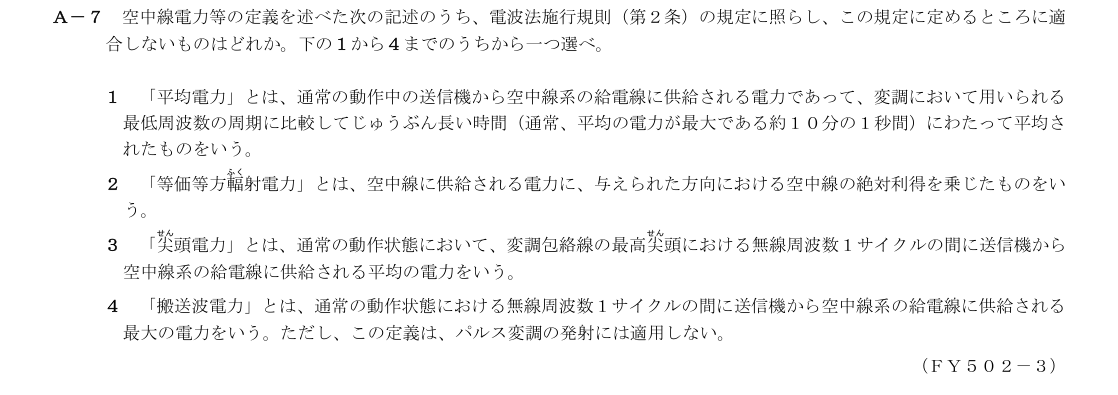 A－7　空中線電力等の定義を述べた次の記述のうち、電波法施行規則（第２条）の規定に照らし、この規定に定めるところに適
合しないものはどれか。下の1から4までのうちから一つ選べ。
1　「平均電力」とは、通常の動作中の送信機から空中線系の給電線に供給される電力であって、変調において用いられる
最低周波数の周期に比較してじゅうぶん長い時間（通常、平均の電力が最大である約１０分の１秒間）にわたって平均さ
れたものをいう。
ふく
2　「等価等方輻射電力」とは、空中線に供給される電力に、与えられた方向における空中線の絶対利得を乗じたものをい
う。
せん　せん
3　「尖頭電力」とは、通常の動作状態において、変調包絡線の最高尖頭における無線周波数１サイクルの間に送信機から
空中線系の給電線に供給される平均の電力をいう。
4　「搬送波電力」とは、通常の動作状態における無線周波数１サイクルの間に送信機から空中線系の給電線に供給される
最大の電力をいう。ただし、この定義は、パルス変調の発射には適用しない。
（ＦＹ５０２－３）